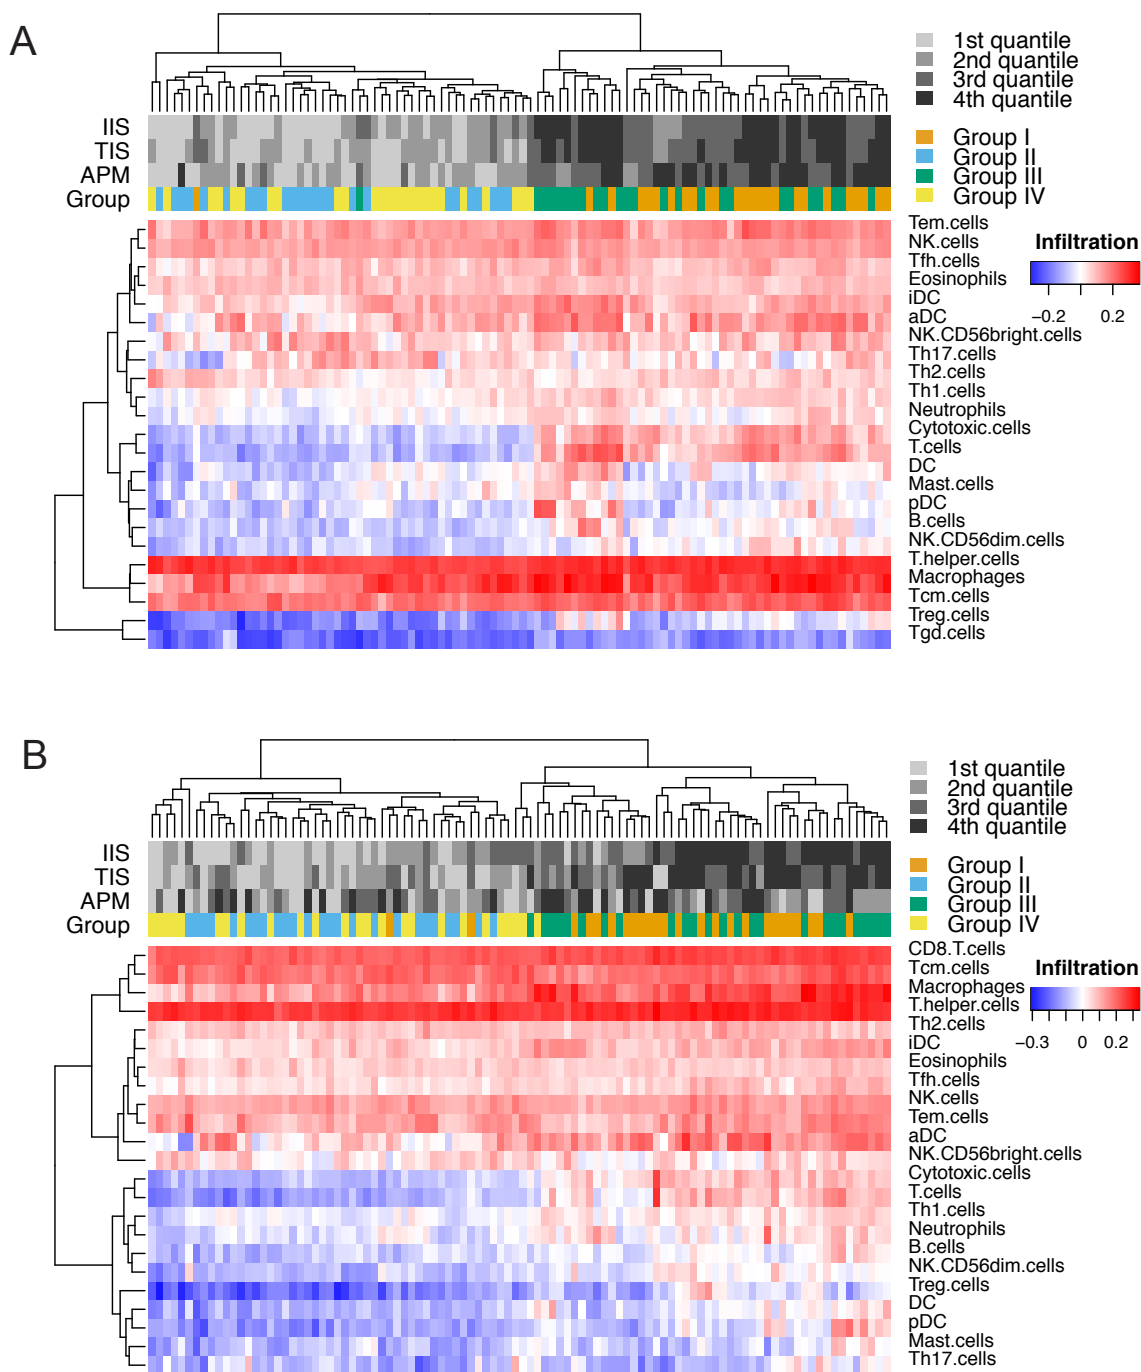 A
1st quantile
2nd quantile
3rd quantile
4th quantile
IIS
TIS
APM
Group
Group I
Group II
Group III
Group IV
Tem.cells
NK.cells
Tfh.cells
Eosinophils
iDC
aDC
NK.CD56bright.cells
Th17.cells
Th2.cells
Th1.cells
Neutrophils
Cytotoxic.cells
T.cells
DC
Mast.cells
pDC
B.cells
NK.CD56dim.cells
T.helper.cells
Macrophages
Tcm.cells
Treg.cells
Tgd.cells
Infiltration
−0.2 0.2
B
1st quantile
2nd quantile
3rd quantile
4th quantile
IIS
TIS
APM
Group
Group I
Group II
Group III
Group IV
CD8.T.cells
Tcm.cells
Macrophages
T.helper.cells
Th2.cells
iDC
Eosinophils
Tfh.cells
NK.cells
Tem.cells
aDC
NK.CD56bright.cells
Cytotoxic.cells
T.cells
Th1.cells
Neutrophils
B.cells
NK.CD56dim.cells
Treg.cells
DC
pDC
Mast.cells
Th17.cells
Infiltration
−0.3 0 0.2